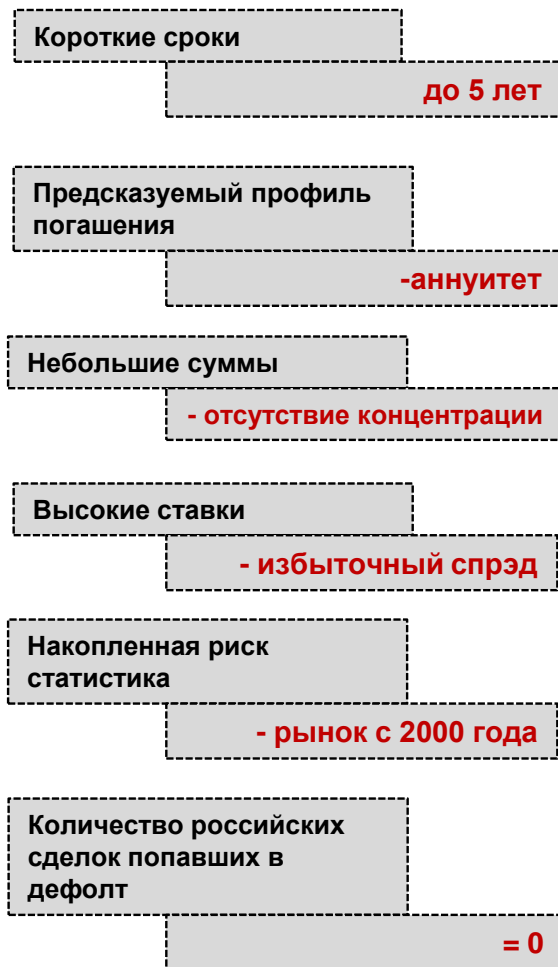 Короткие сроки
до 5 лет
Предсказуемый профиль
погашения
-аннуитет
Небольшие суммы
- отсутствие концентрации
Высокие ставки
- избыточный спрэд
Накопленная риск
статистика
- рынок с 2000 года
Количество российских
сделок попавших в
дефолт
= 0